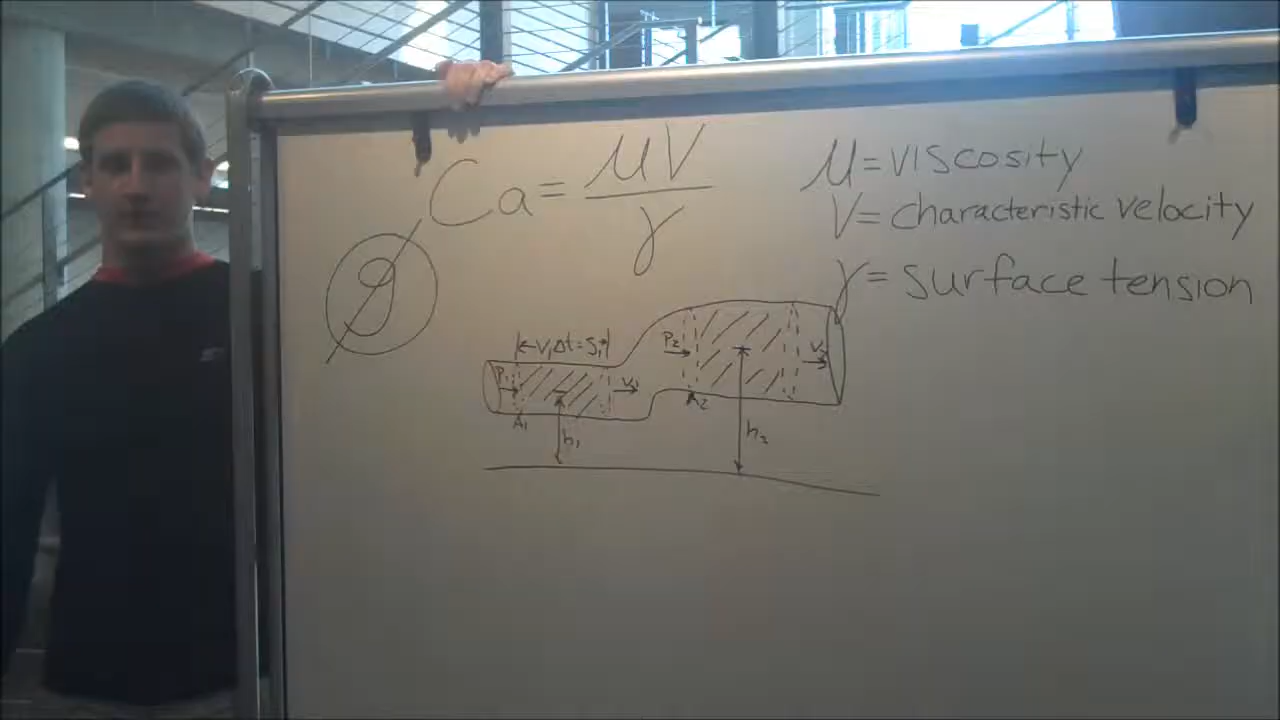 Ca = μV / γ
μ = viscosity
V = characteristic velocity
γ = surface tension
g
|← V₁Δt = S₁ →|
P₁
V₁
A₁
h₁
P₂
V₂
A₂
h₂